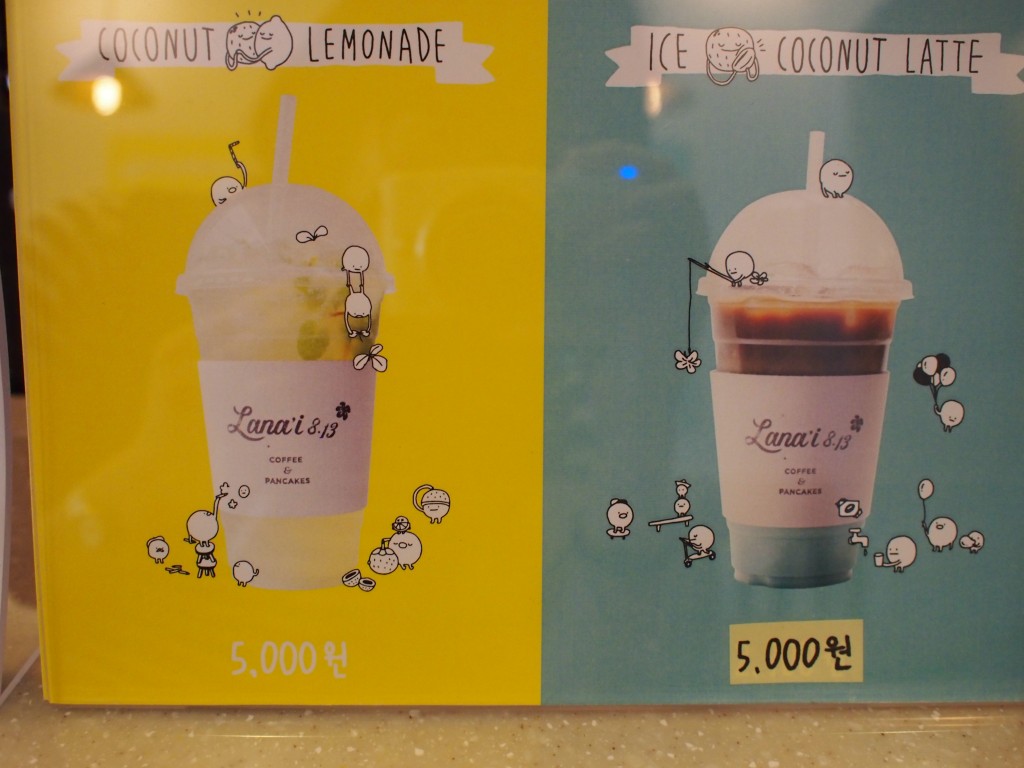 COCONUT LEMONADE
Lana'i 8.13
COFFEE
&
PANCAKES
5,000원
ICE COCONUT LATTE
Lana'i 8.13
COFFEE
&
PANCAKES
5,000원